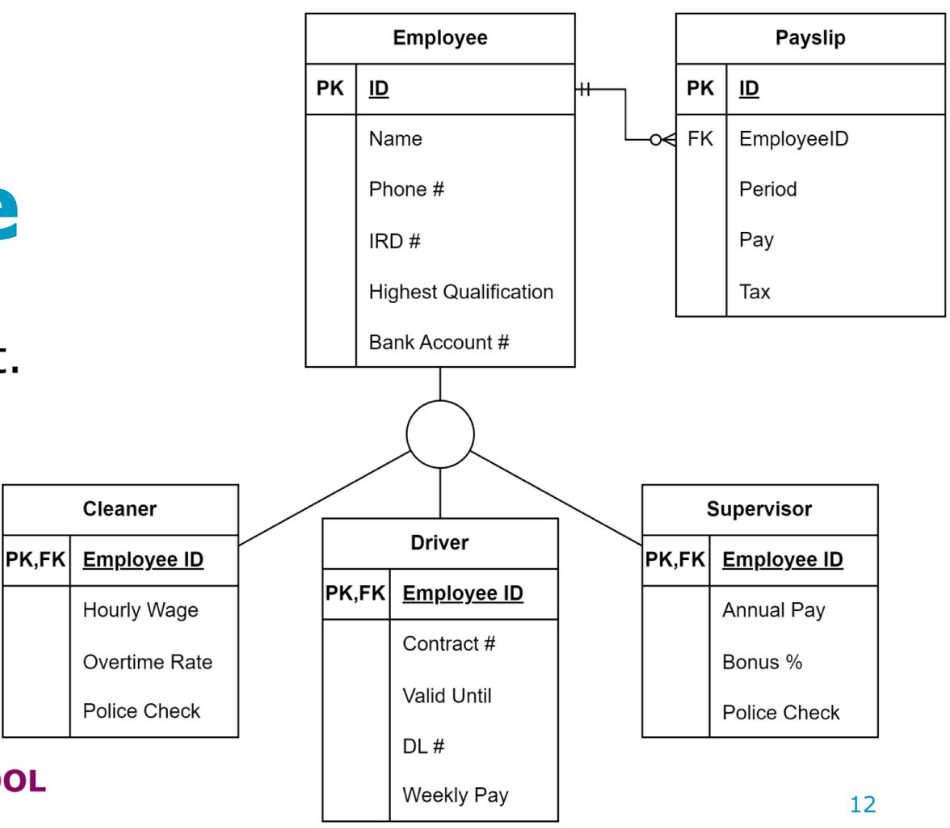 Employee
PK ID
Name
Phone #
IRD #
Highest Qualification
Bank Account #
Payslip
PK ID
FK EmployeeID
Period
Pay
Tax
e
t.
Cleaner
PK,FK Employee ID
Hourly Wage
Overtime Rate
Police Check
Driver
PK,FK Employee ID
Contract #
Valid Until
DL #
Weekly Pay
Supervisor
PK,FK Employee ID
Annual Pay
Bonus %
Police Check
OOL
12